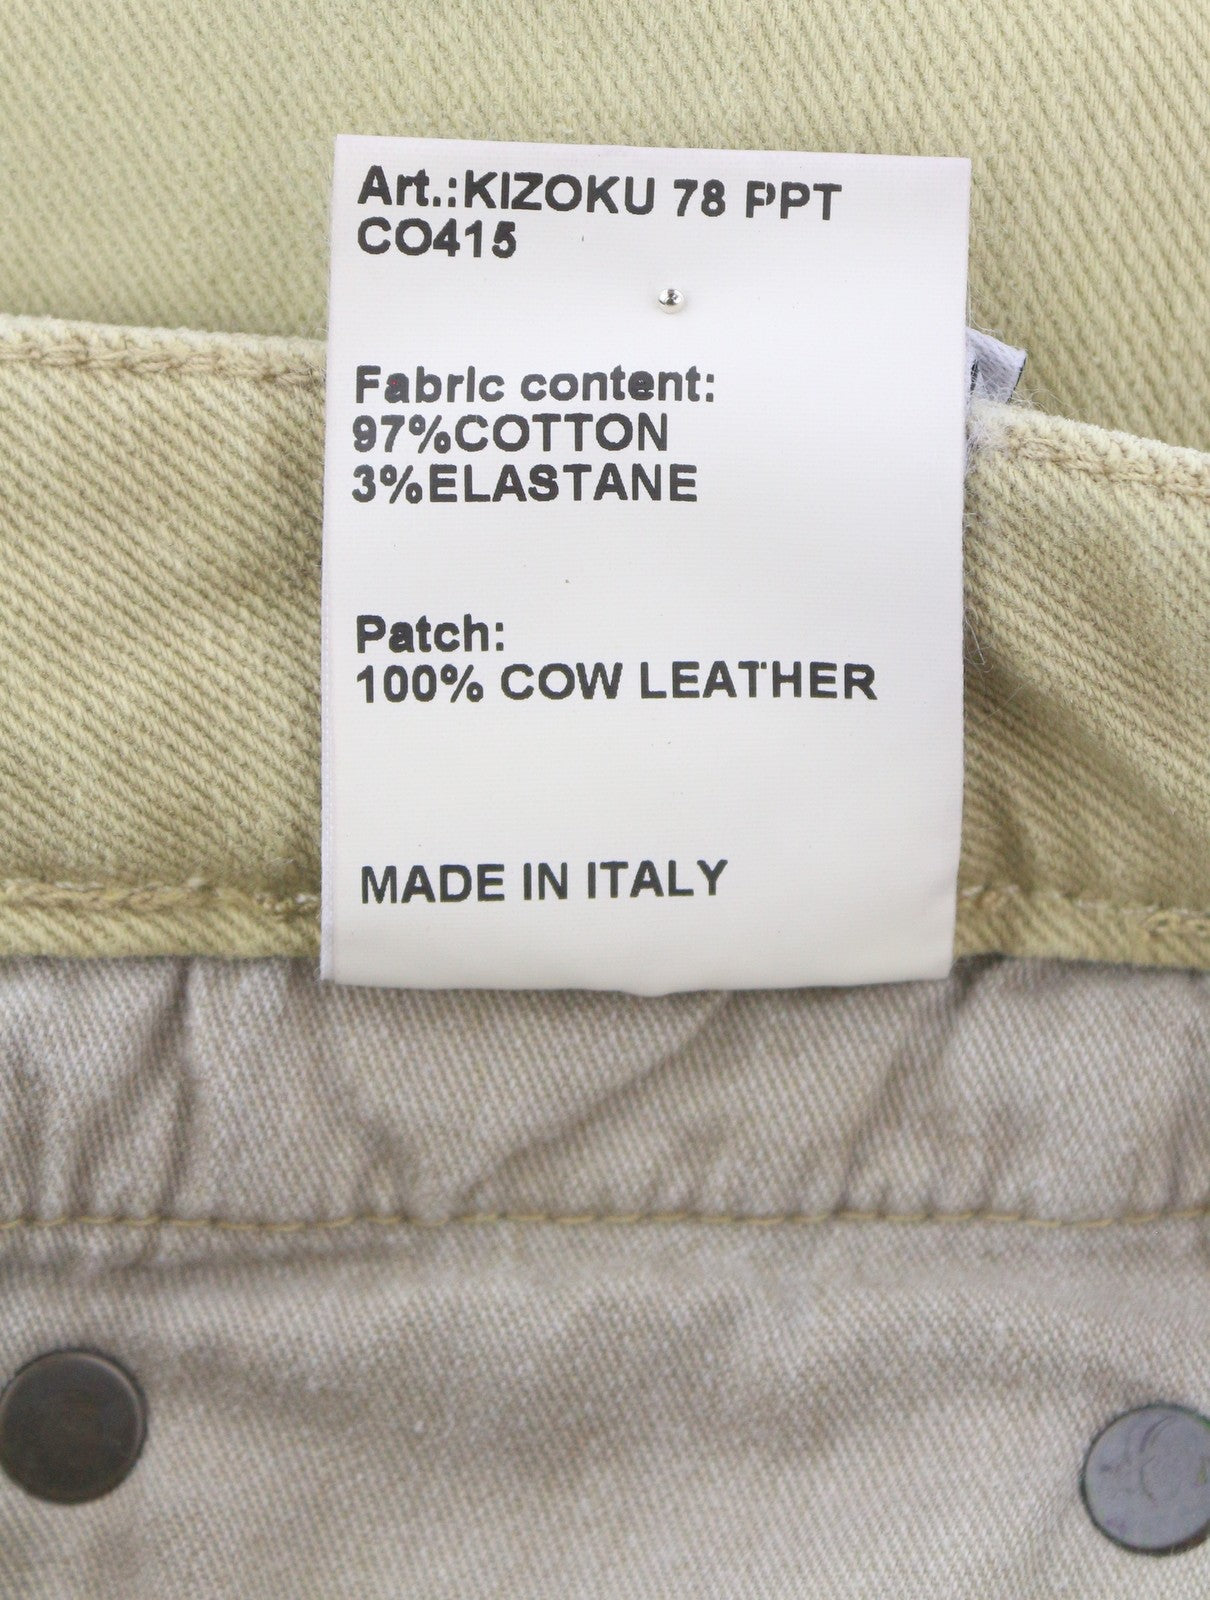 Art.:KIZOKU 78 PPT
CO415
Fabric content:
97%COTTON
3%ELASTANE
Patch:
100% COW LEATHER
MADE IN ITALY